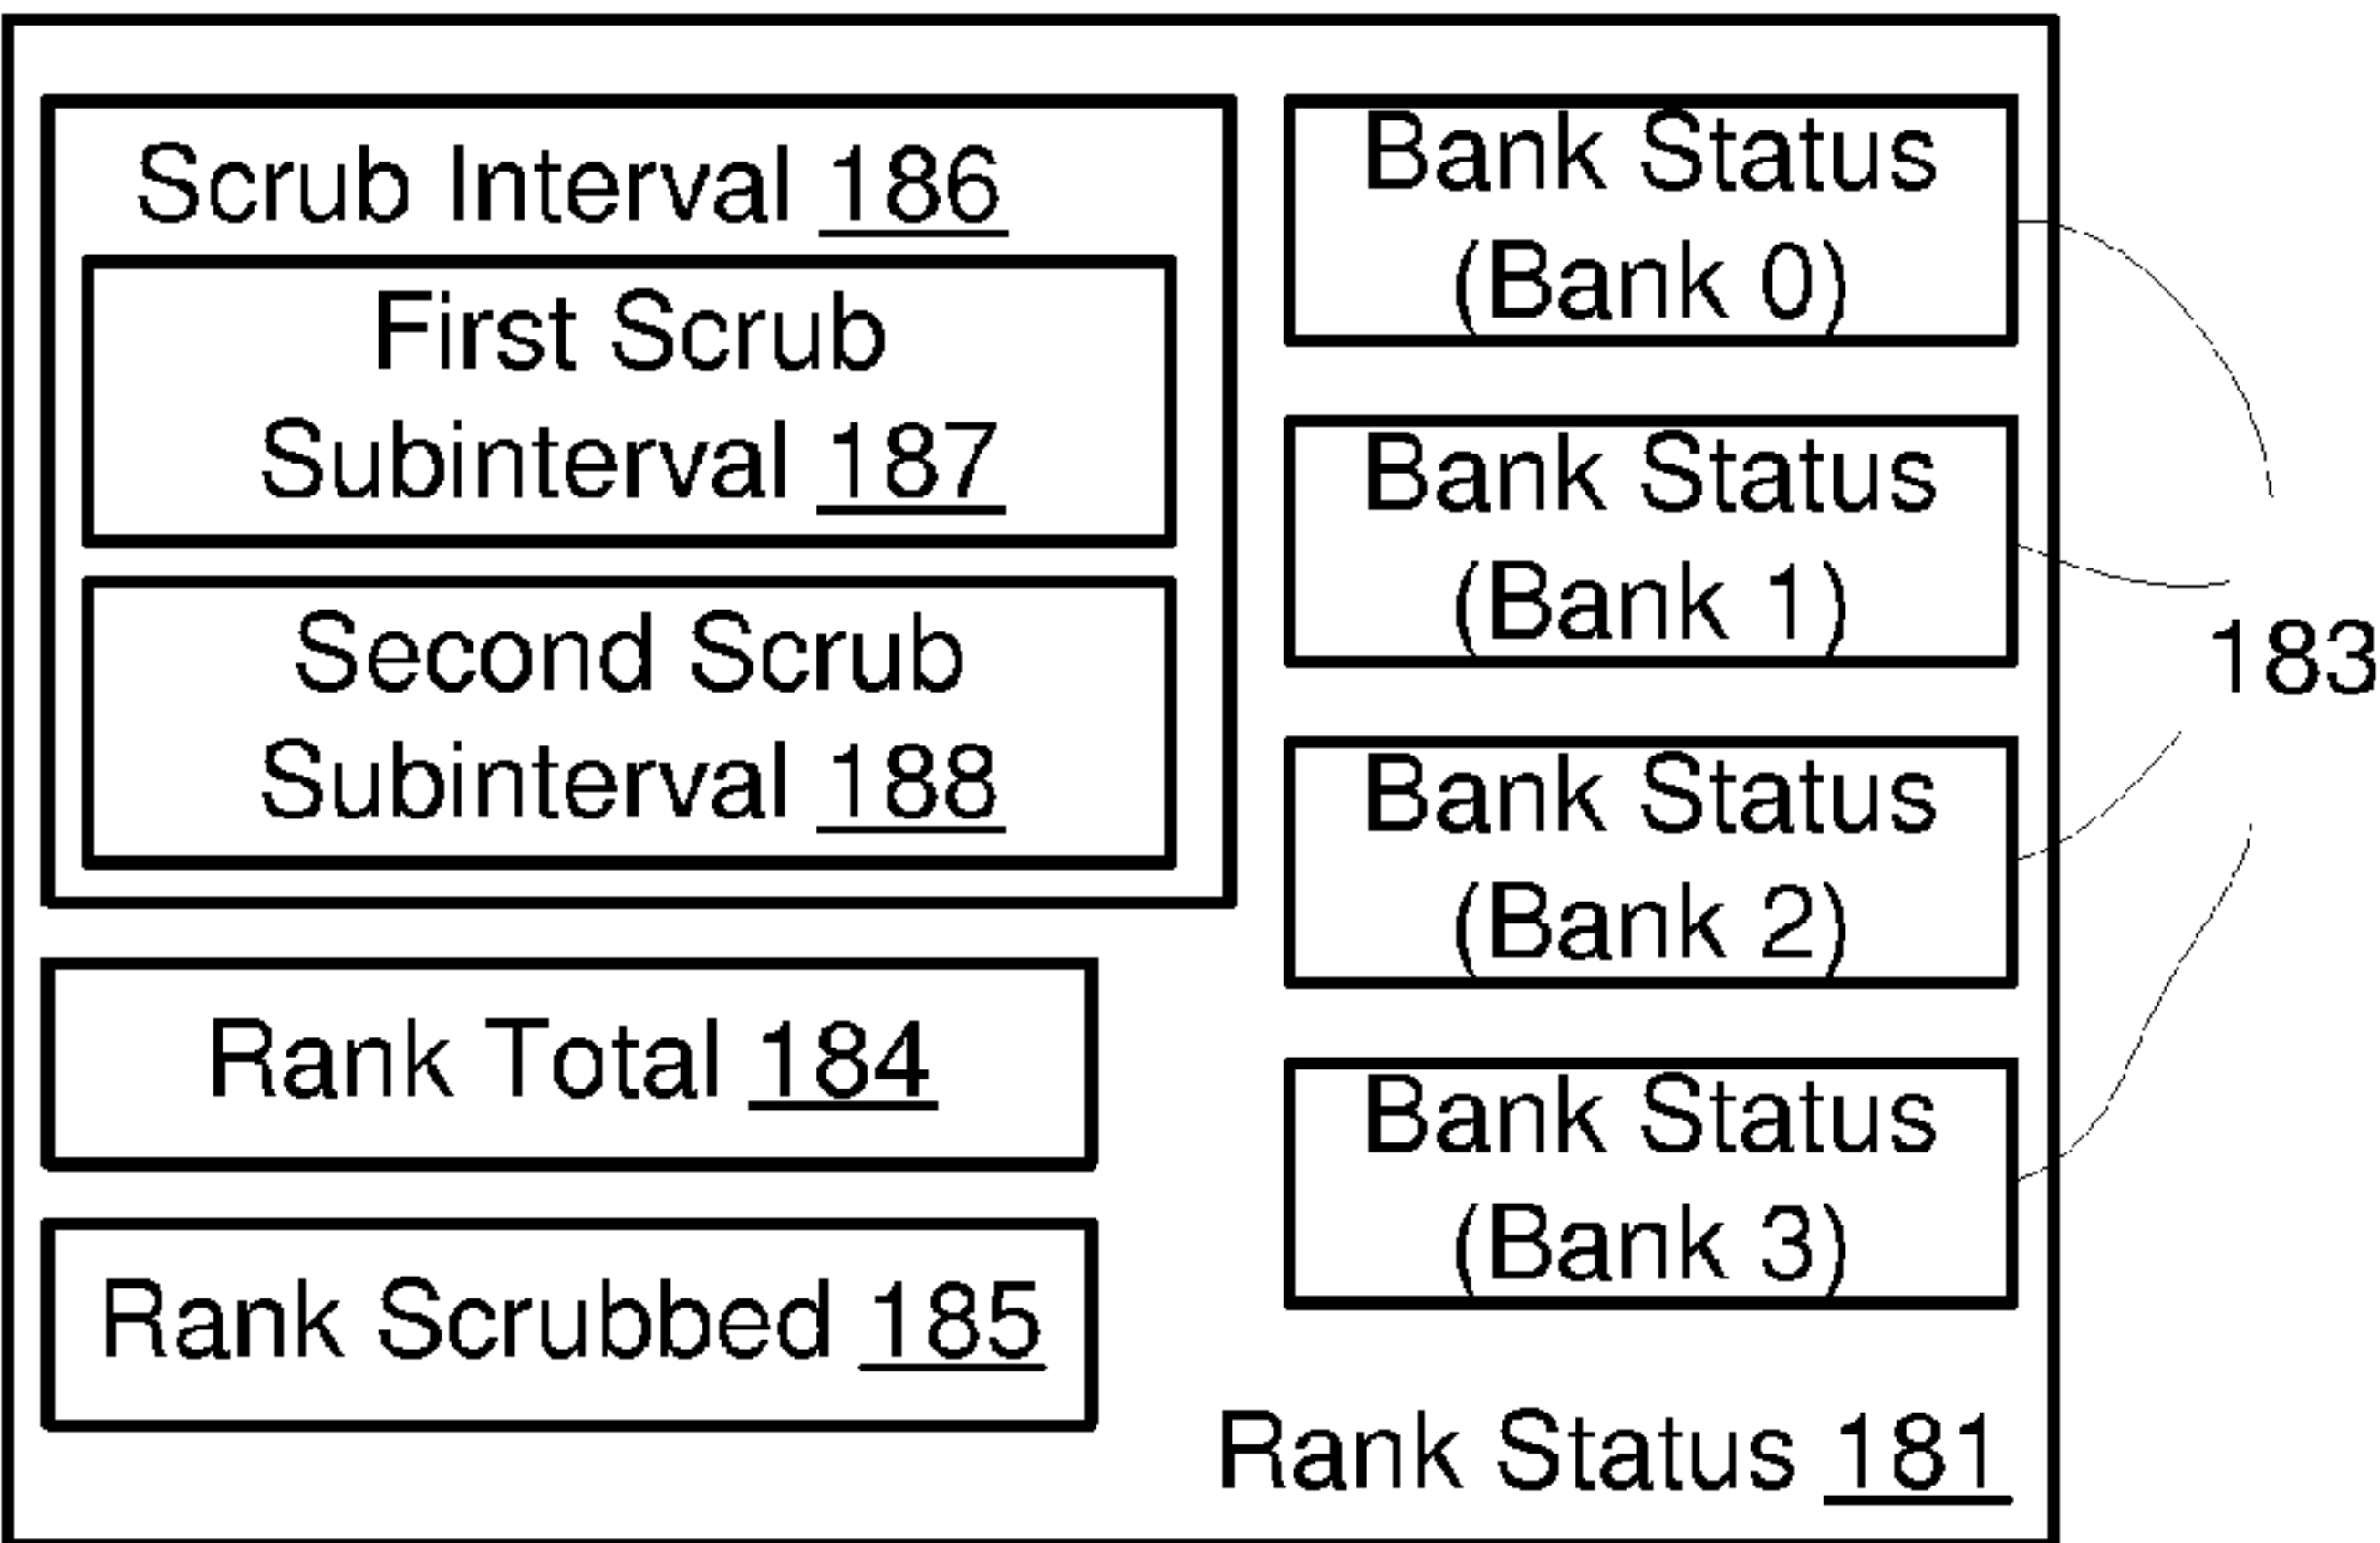 Scrub Interval 186
First Scrub
Subinterval 187
Second Scrub
Subinterval 188
Rank Total 184
Rank Scrubbed 185
Bank Status
(Bank 0)
Bank Status
(Bank 1)
Bank Status
(Bank 2)
Bank Status
(Bank 3)
183
Rank Status 181